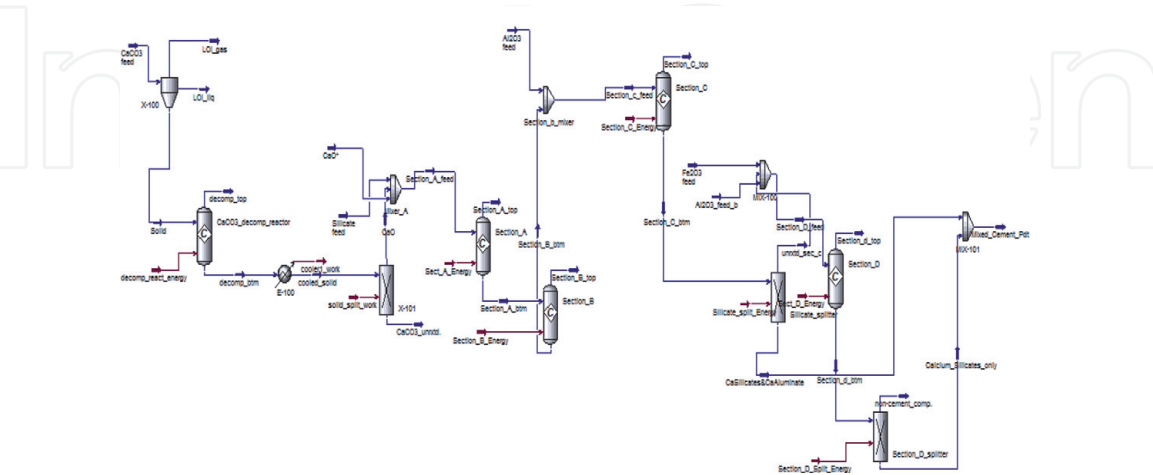 CaCO3
feed
LOI_gas
LOI_liq
X-100
Solid
decomp_top
CaCO3_decomp_reactor
decomp_react_energy
decomp_btm
coolerct_work
E-100
cooled_solid
solid_split_work
X-101
CaCO3_unrxtd.
CaO*
Silicate
feed
Mixer_A
CaO
Section_A_feed
Section_A_top
Section_A
Sect_A_Energy
Section_A_btm
Section_B_btm
Section_B_top
Section_B
Section_B_Energy
Al2O3
feed
Section_b_mixer
Section_c_feed
Section_C_top
Section_C
Section_C_Energy
Section_C_btm
Fe2O3
feed
Al2O3_feed_b
MIX-100
Section_D_feed
unrxtd_sec_c
Section_d_top
Section_D
Sect_D_Energy
Silicate_split_Energy
Silicate_splitter
CaSilicates&CaAluminate
Section_d_btm
MIX-101
Mixed_Cement_Pdt
Calcium_Silicates_only
non-cement_comp.
Section_D_splitter
Section_D_Split_Energy